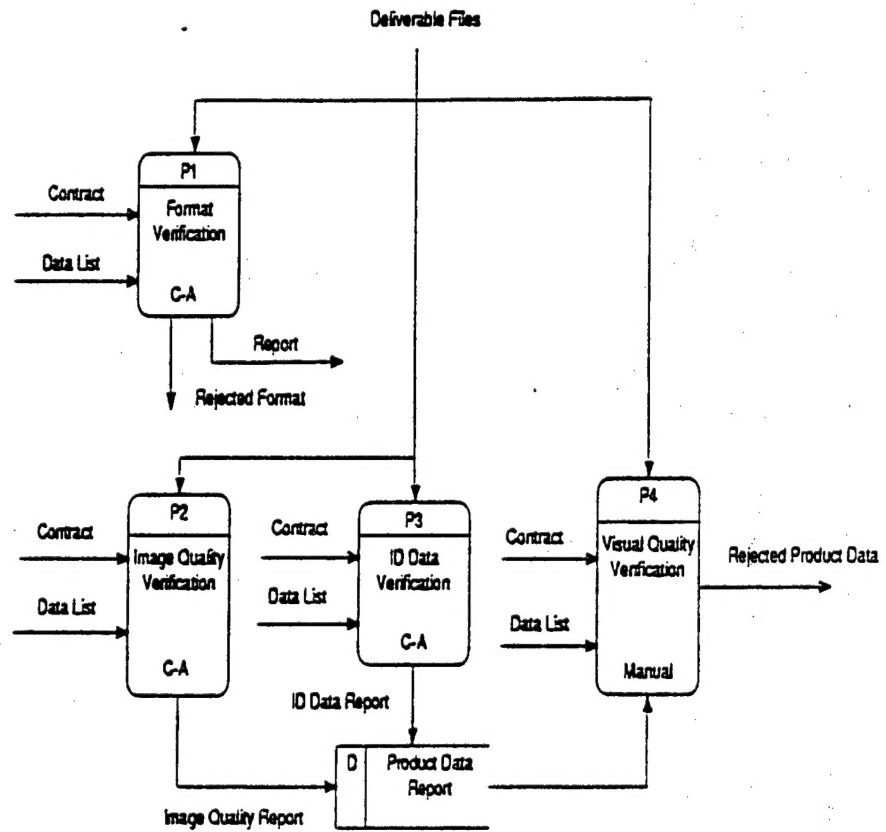 Deliverable Files
P1
Contract
Format
Verification
Data List
C-A
Report
Rejected Format
P2
Contract
Image Quality
Verification
Data List
C-A
P3
Contract
ID Data
Verification
Data List
C-A
P4
Contract
Visual Quality
Verification
Data List
Manual
Rejected Product Data
ID Data Report
D
Product Data
Report
Image Quality Report